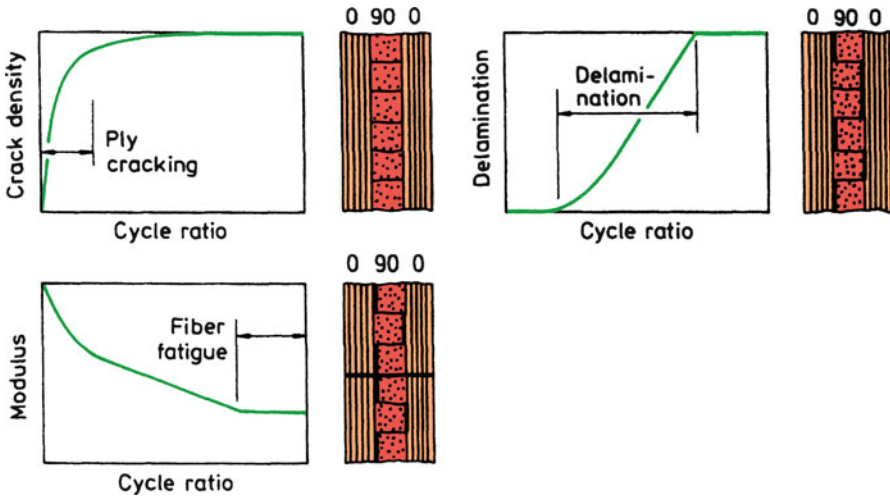 0 90 0
Crack density
Ply
cracking
Cycle ratio
0 90 0
Delamination
Delami-
nation
Cycle ratio
0 90 0
Modulus
Fiber
fatigue
Cycle ratio